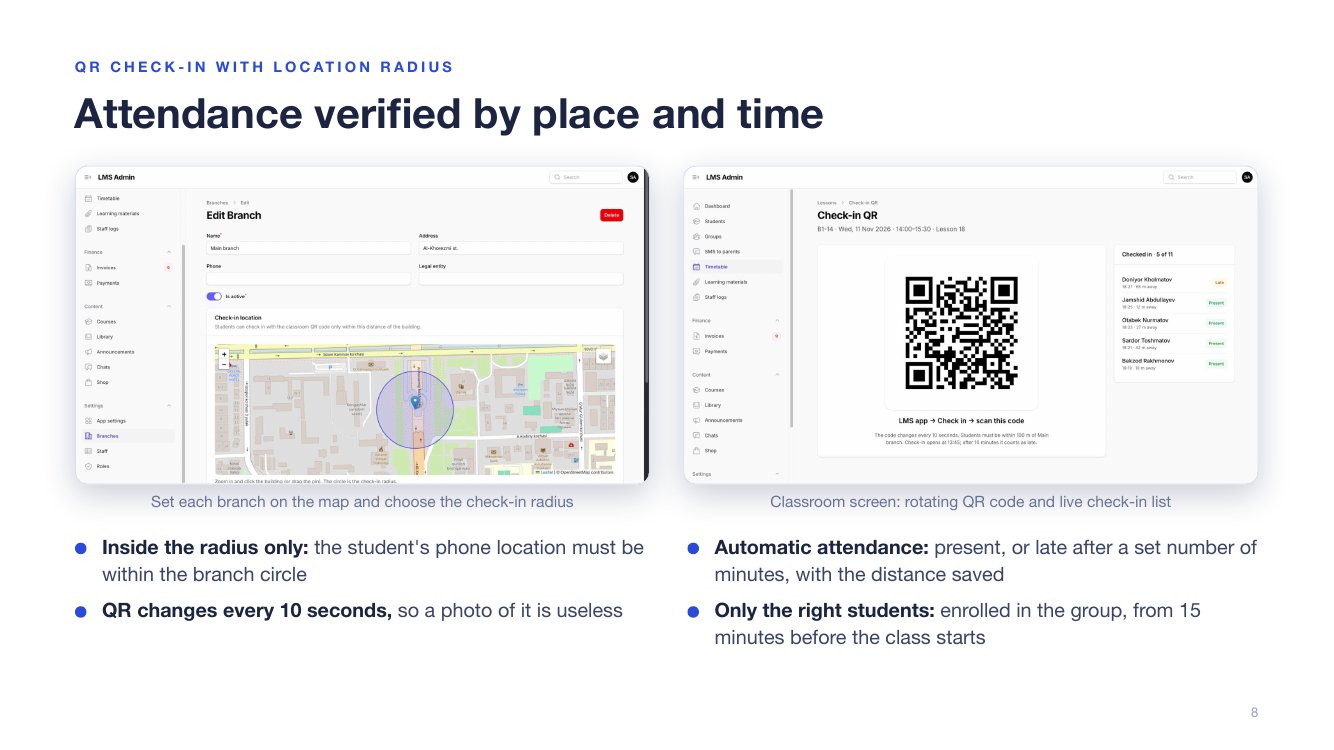 QR CHECK-IN WITH LOCATION RADIUS
Attendance verified by place and time
LMS Admin
Search
SA
Timetable
Learning materials
Staff logs
Finance
Invoices
Payments
Content
Courses
Library
Announcements
Chats
Shop
Settings
App settings
Branches
Staff
Roles
Branches > Edit
Edit Branch
Delete
Name*
Main branch
Address
Al-Khorezmi st.
Phone
Legal entity
Is active*
Check-in location
Students can check in with the classroom QR code only within this distance of the building.
+
−
Leaflet | © OpenStreetMap contributors
Zoom in and click the building (or drag the pin). The circle is the check-in radius.
Set each branch on the map and choose the check-in radius
LMS Admin
Search
SA
Dashboard
Students
Groups
SMS to parents
Timetable
Learning materials
Staff logs
Finance
Invoices
Payments
Content
Courses
Library
Announcements
Chats
Shop
Settings
Lessons > Check-in QR
Check-in QR
B1-14 · Wed, 11 Nov 2026 · 14:00–15:30 · Lesson 18
LMS app → Check in → scan this code
The code changes every 10 seconds. Students must be within 100 m of Main
branch. Check-in opens at 13:45; after 10 minutes it counts as late.
Checked in · 5 of 11
Doniyor Kholmatov
Late
Jamshid Abdullayev
Present
Otabek Nurmatov
Present
Sardor Toshmatov
Present
Bekzod Rakhmonov
Present
Classroom screen: rotating QR code and live check-in list
Inside the radius only: the student's phone location must be
within the branch circle
QR changes every 10 seconds, so a photo of it is useless
Automatic attendance: present, or late after a set number of
minutes, with the distance saved
Only the right students: enrolled in the group, from 15
minutes before the class starts
8